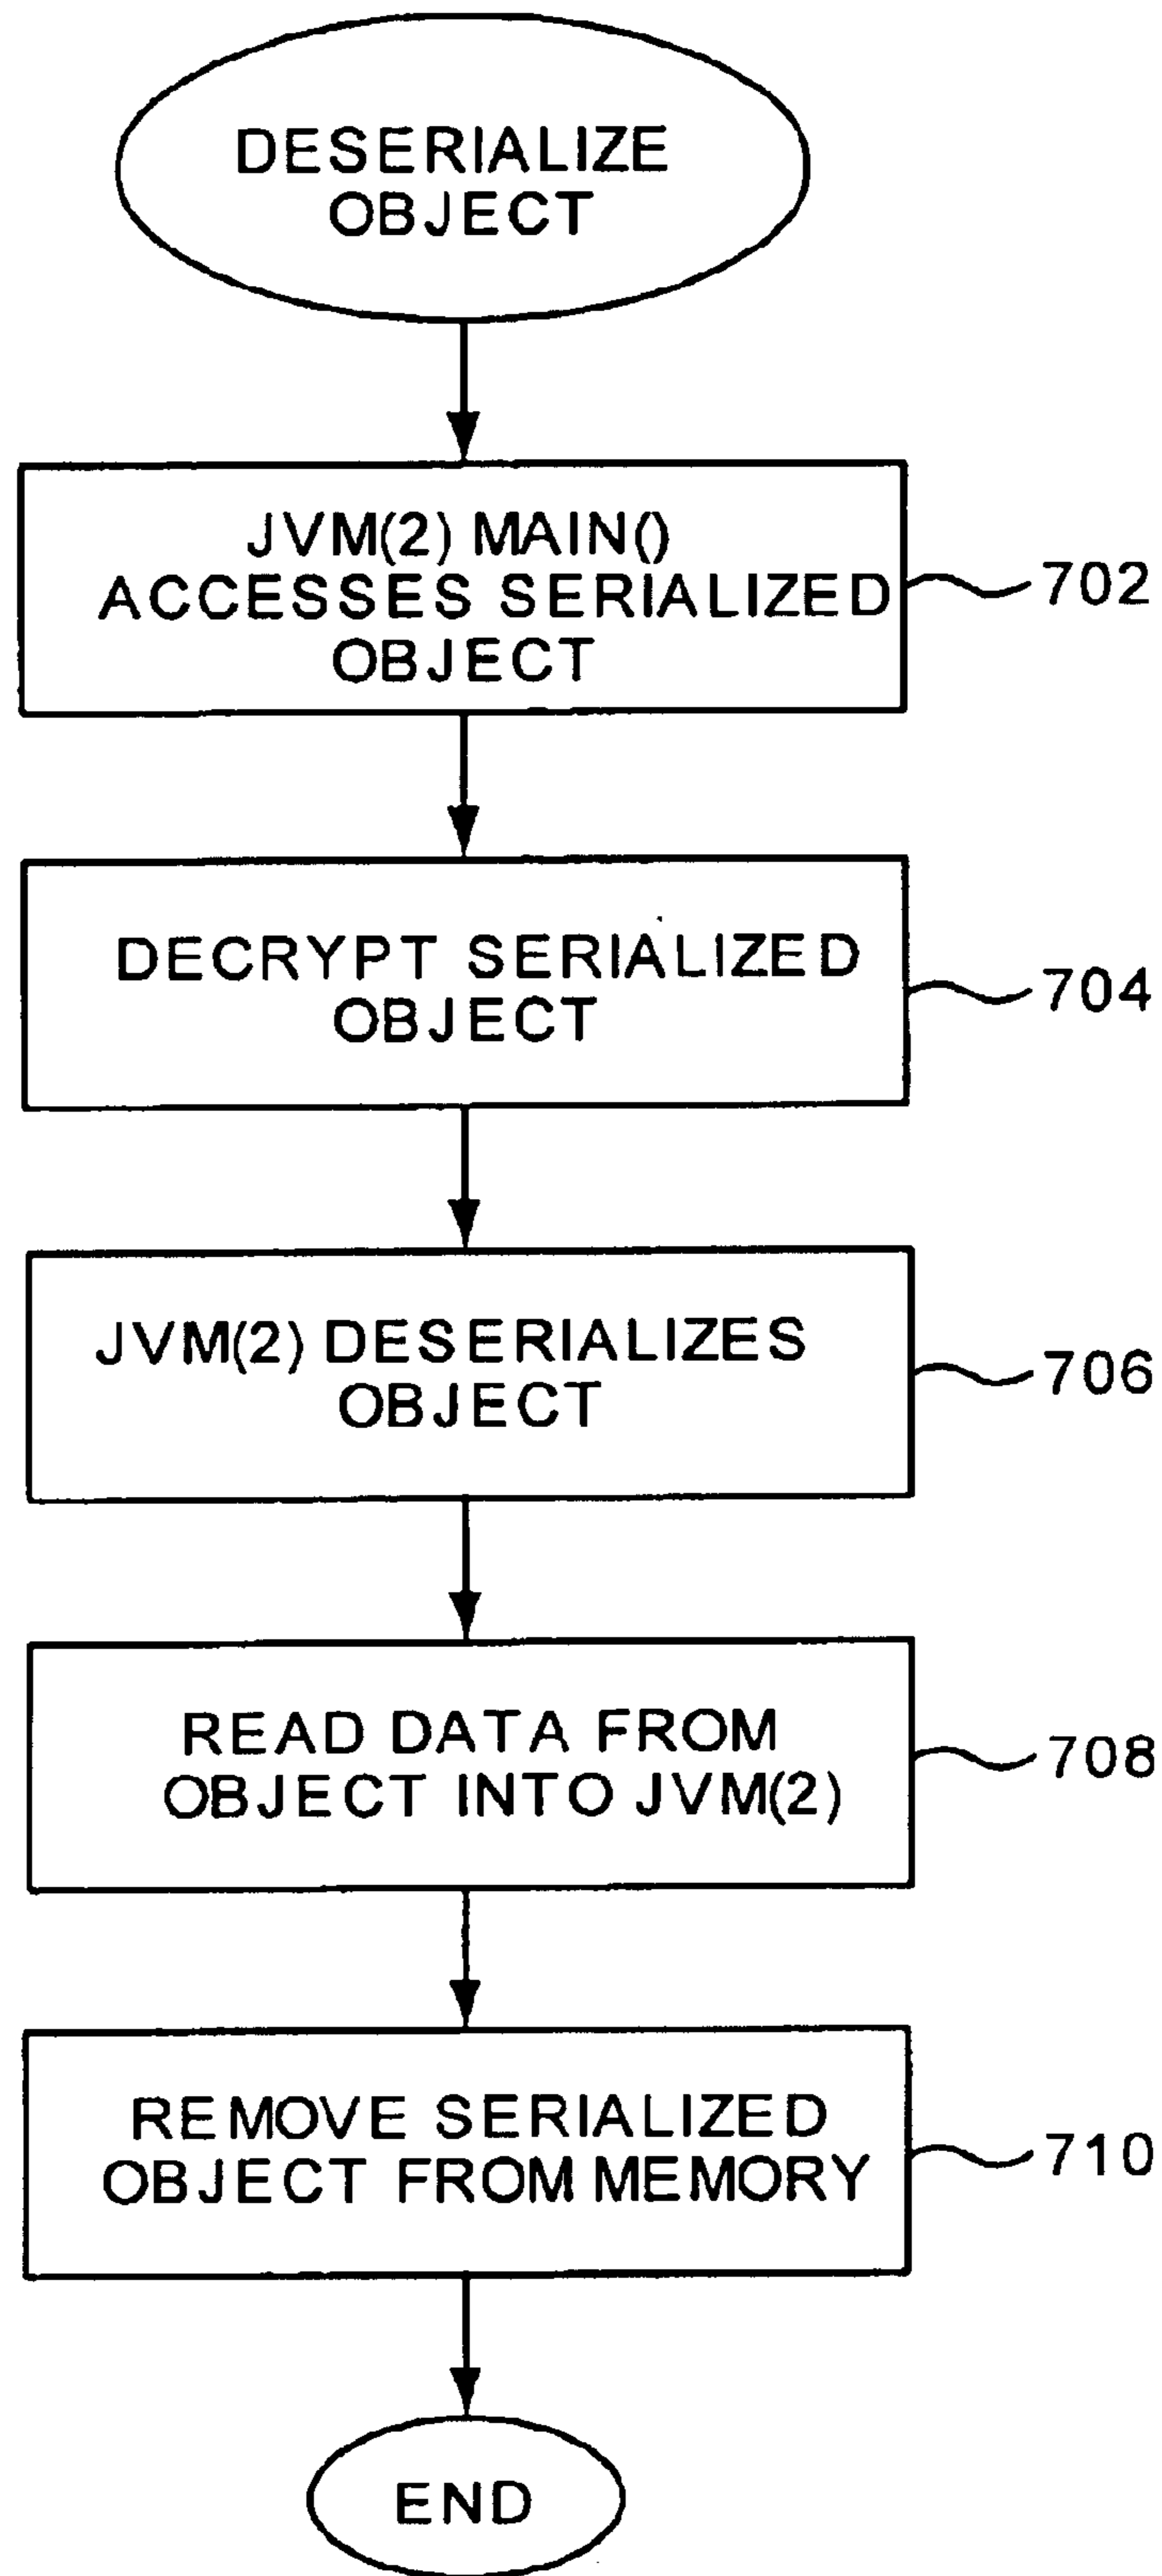 DESERIALIZE
OBJECT
JVM(2) MAIN()
ACCESSES SERIALIZED
OBJECT
702
DECRYPT SERIALIZED
OBJECT
704
JVM(2) DESERIALIZES
OBJECT
706
READ DATA FROM
OBJECT INTO JVM(2)
708
REMOVE SERIALIZED
OBJECT FROM MEMORY
710
END